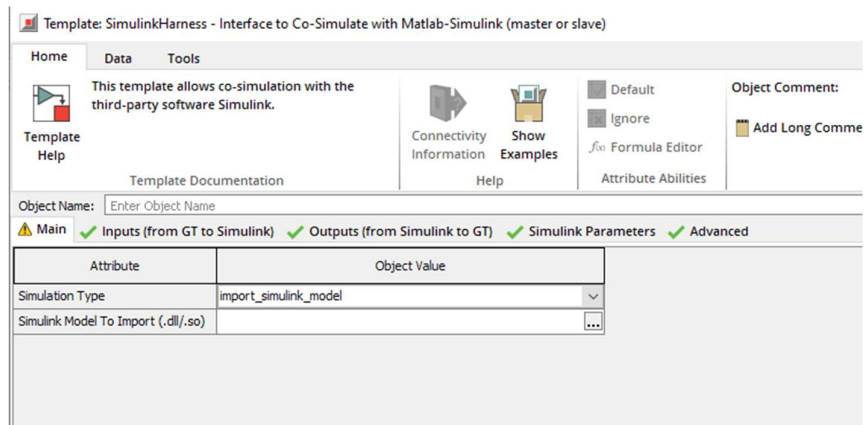 Template: SimulinkHarness - Interface to Co-Simulate with Matlab-Simulink (master or slave)
Home Data Tools
This template allows co-simulation with the
third-party software Simulink.
Template
Help
Template Documentation
Connectivity
Information
Show
Examples
Help
Default
Ignore
f(x) Formula Editor
Attribute Abilities
Object Comment:
Add Long Comme
Object Name: Enter Object Name
Main Inputs (from GT to Simulink) Outputs (from Simulink to GT) Simulink Parameters Advanced
Attribute Object Value
Simulation Type import_simulink_model
Simulink Model To Import (.dll/.so) ...